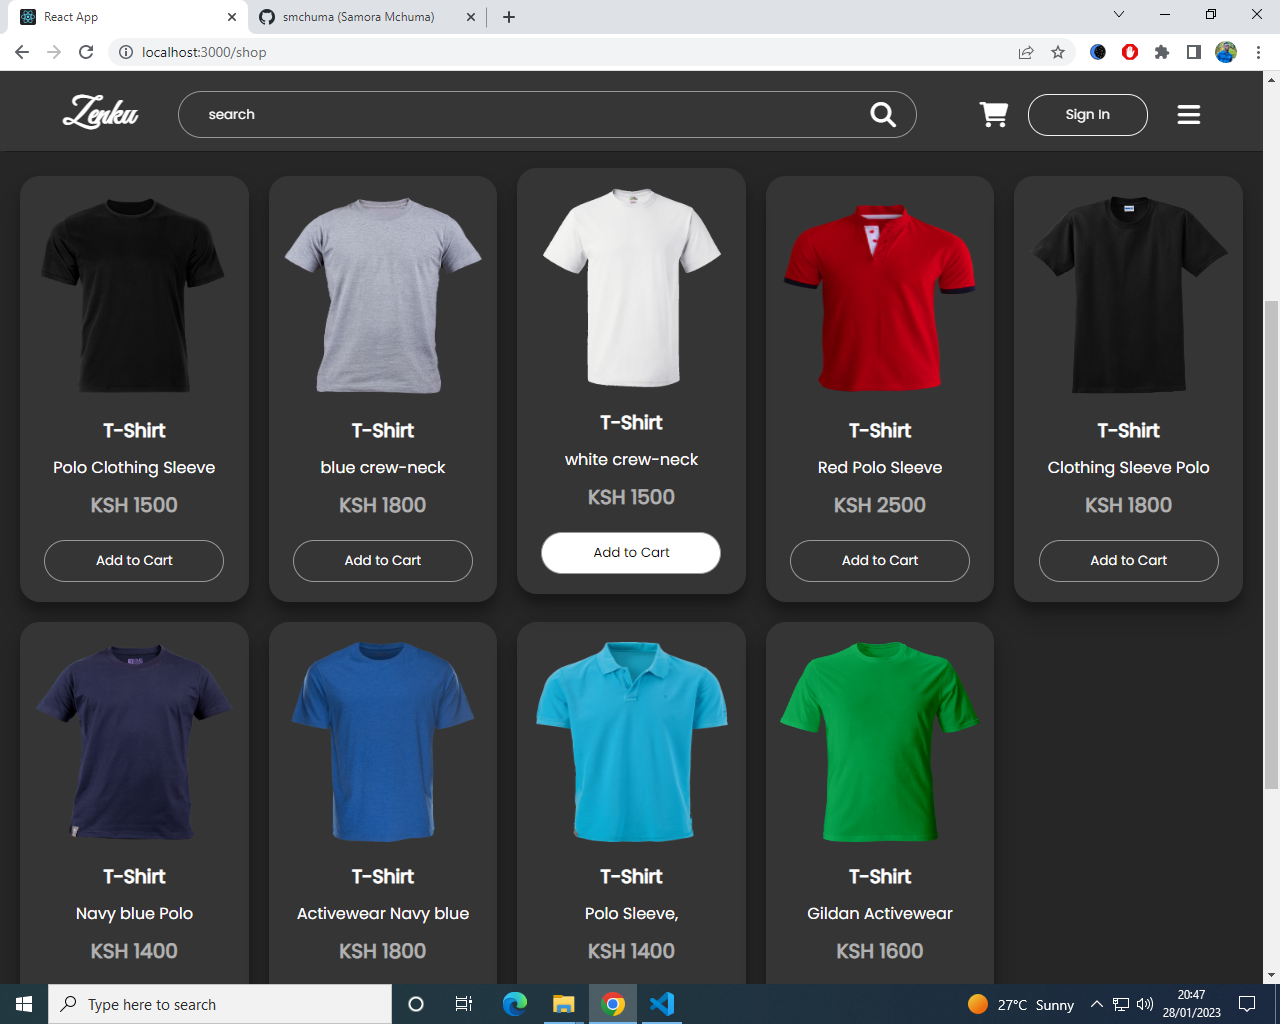 React App
smchuma (Samora Mchuma)
localhost:3000/shop
Zenku
search
Sign In
T-Shirt
Polo Clothing Sleeve
KSH 1500
Add to Cart
T-Shirt
blue crew-neck
KSH 1800
Add to Cart
T-Shirt
white crew-neck
KSH 1500
Add to Cart
T-Shirt
Red Polo Sleeve
KSH 2500
Add to Cart
T-Shirt
Clothing Sleeve Polo
KSH 1800
Add to Cart
T-Shirt
Navy blue Polo
KSH 1400
T-Shirt
Activewear Navy blue
KSH 1800
T-Shirt
Polo Sleeve,
KSH 1400
T-Shirt
Gildan Activewear
KSH 1600
Type here to search
27°C Sunny
20:47
28/01/2023